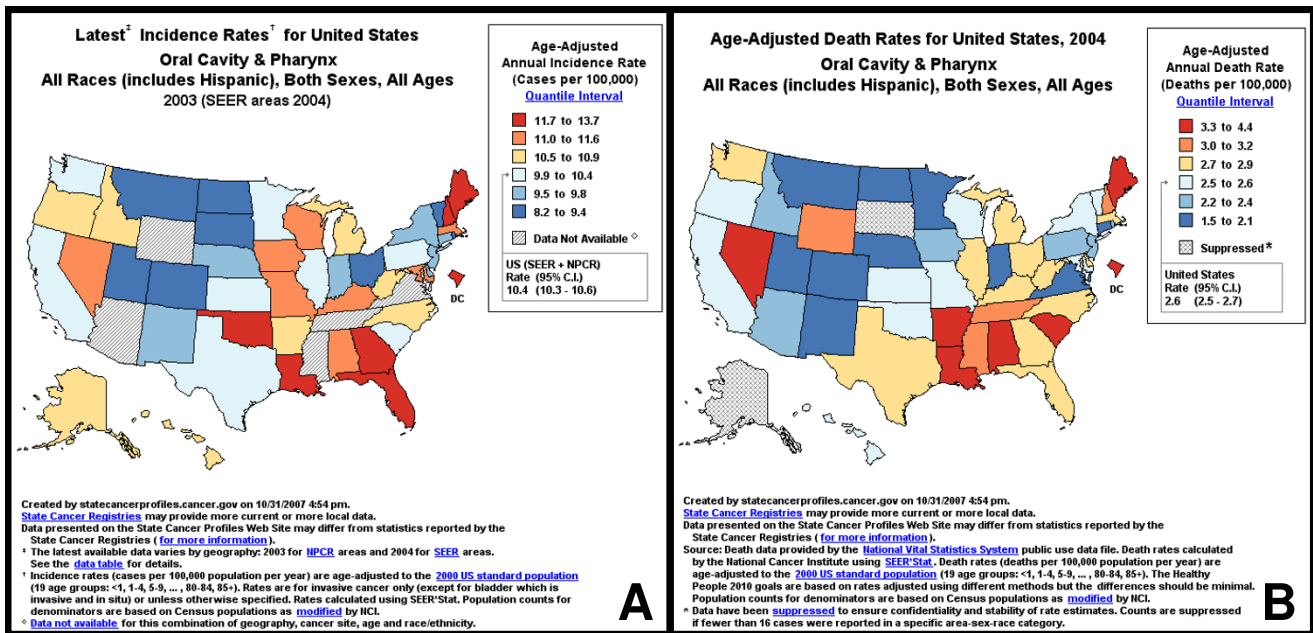 Latest‡ Incidence Rates† for United States
Oral Cavity & Pharynx
All Races (includes Hispanic), Both Sexes, All Ages
2003 (SEER areas 2004)
Age-Adjusted
Annual Incidence Rate
(Cases per 100,000)
Quantile Interval
11.7 to 13.7
11.0 to 11.6
10.5 to 10.9
9.9 to 10.4
9.5 to 9.8
8.2 to 9.4
Data Not Available ◇
US (SEER + NPCR)
Rate (95% C.I.)
10.4 (10.3 - 10.6)
DC
Created by statecancerprofiles.cancer.gov on 10/31/2007 4:54 pm.
State Cancer Registries may provide more current or more local data.
Data presented on the State Cancer Profiles Web Site may differ from statistics reported by the
State Cancer Registries ( for more information ).
‡ The latest available data varies by geography: 2003 for NPCR areas and 2004 for SEER areas.
See the data table for details.
† Incidence rates (cases per 100,000 population per year) are age-adjusted to the 2000 US standard population
(19 age groups: <1, 1-4, 5-9, ... , 80-84, 85+). Rates are for invasive cancer only (except for bladder which is
invasive and in situ) or unless otherwise specified. Rates calculated using SEER*Stat. Population counts for
denominators are based on Census populations as modified by NCI.
◇ Data not available for this combination of geography, cancer site, age and race/ethnicity.
A
Age-Adjusted Death Rates for United States, 2004
Oral Cavity & Pharynx
All Races (includes Hispanic), Both Sexes, All Ages
Age-Adjusted
Annual Death Rate
(Deaths per 100,000)
Quantile Interval
3.3 to 4.4
3.0 to 3.2
2.7 to 2.9
2.5 to 2.6
2.2 to 2.4
1.5 to 2.1
Suppressed *
United States
Rate (95% C.I.)
2.6 (2.5 - 2.7)
DC
Created by statecancerprofiles.cancer.gov on 10/31/2007 4:54 pm.
State Cancer Registries may provide more current or more local data.
Data presented on the State Cancer Profiles Web Site may differ from statistics reported by the
State Cancer Registries ( for more information ).
Source: Death data provided by the National Vital Statistics System public use data file. Death rates calculated
by the National Cancer Institute using SEER*Stat. Death rates (deaths per 100,000 population per year) are
age-adjusted to the 2000 US standard population (19 age groups: <1, 1-4, 5-9, ... , 80-84, 85+). The Healthy
People 2010 goals are based on rates adjusted using different methods but the differences should be minimal.
Population counts for denominators are based on Census populations as modified by NCI.
* Data have been suppressed to ensure confidentiality and stability of rate estimates. Counts are suppressed
if fewer than 16 cases were reported in a specific area-sex-race category.
B